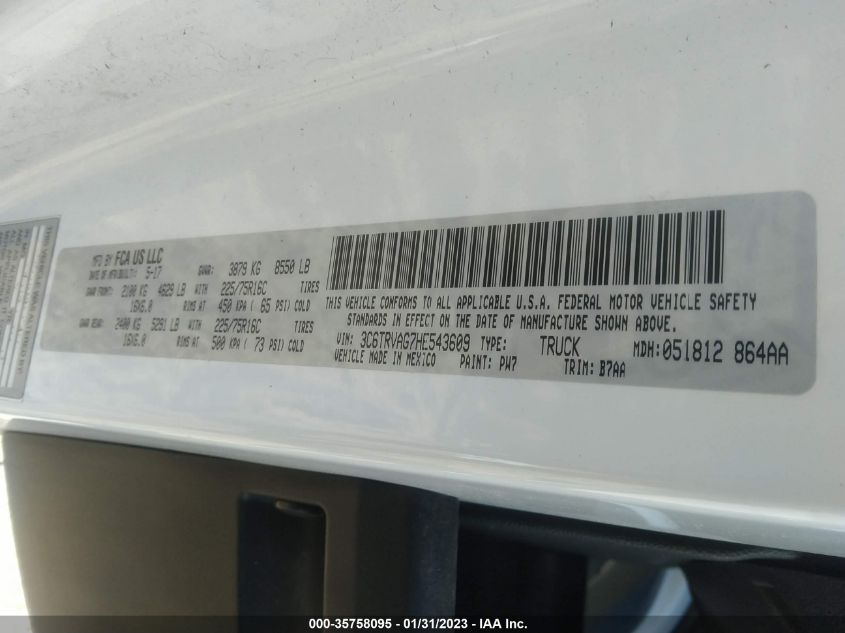 MFD BY FCA US LLC
DATE OF MFR/BUILT: 5-17 GVWR: 3879 KG 8550 LB
GAWR FRONT: 2100 KG 4629 LB WITH 225/75R16C TIRES
16X6.0 RIMS AT 450 KPA ( 65 PSI) COLD
GAWR REAR: 2400 KG 5291 LB WITH 225/75R16C TIRES
16X6.0 RIMS AT 500 KPA ( 73 PSI) COLD
THIS VEHICLE CONFORMS TO ALL APPLICABLE U.S.A. FEDERAL MOTOR VEHICLE SAFETY
STANDARDS IN EFFECT ON THE DATE OF MANUFACTURE SHOWN ABOVE.
VIN: 3C6TRVAG7HE543609 TYPE: TRUCK MDH: 051812 864AA
VEHICLE MADE IN MEXICO PAINT: PW7 TRIM: B7AA
000-35758095 - 01/31/2023 - IAA Inc.